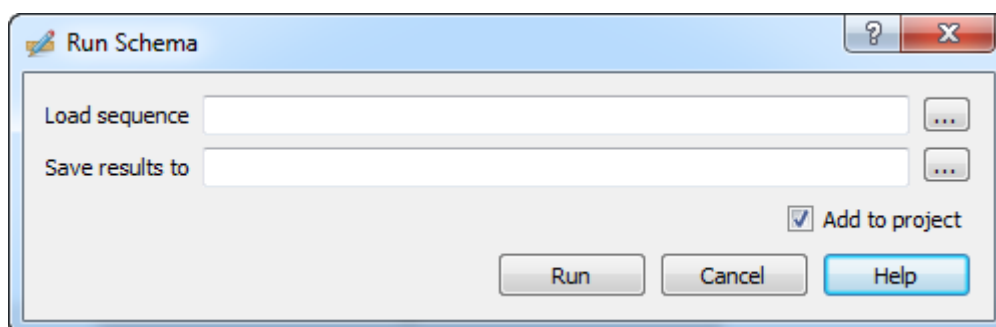 Run Schema
Load sequence ...
Save results to ...
Add to project
Run Cancel Help